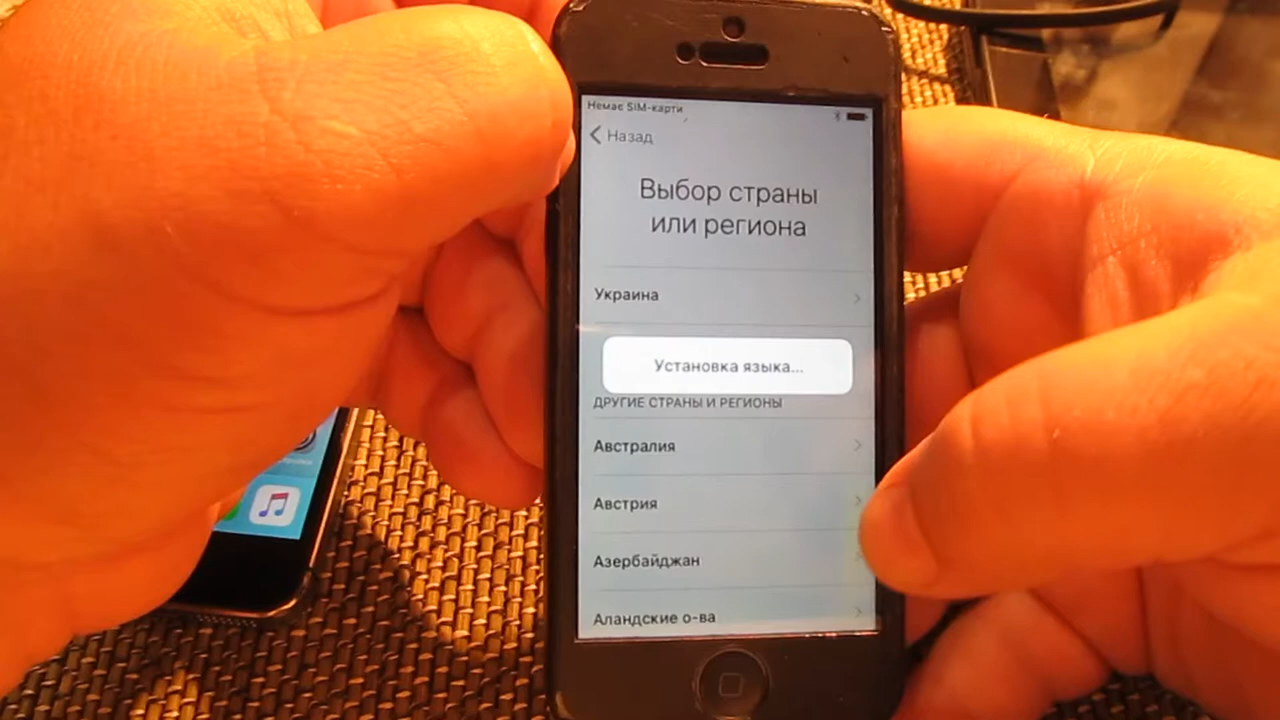 Немає SIM-карти
Назад
Выбор страны
или региона
Украина
Установка языка...
ДРУГИЕ СТРАНЫ И РЕГИОНЫ
Австралия
Австрия
Азербайджан
Аландские о-ва